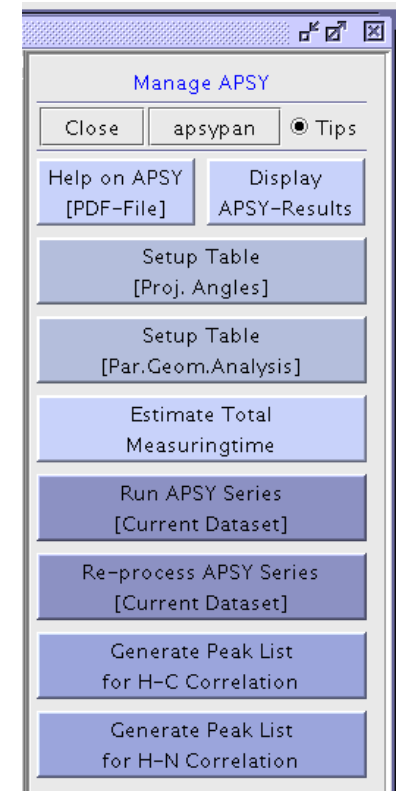 Manage APSY
Close apsypan Tips
Help on APSY
[PDF-File]
Display
APSY-Results
Setup Table
[Proj. Angles]
Setup Table
[Par.Geom.Analysis]
Estimate Total
Measuringtime
Run APSY Series
[Current Dataset]
Re-process APSY Series
[Current Dataset]
Generate Peak List
for H-C Correlation
Generate Peak List
for H-N Correlation